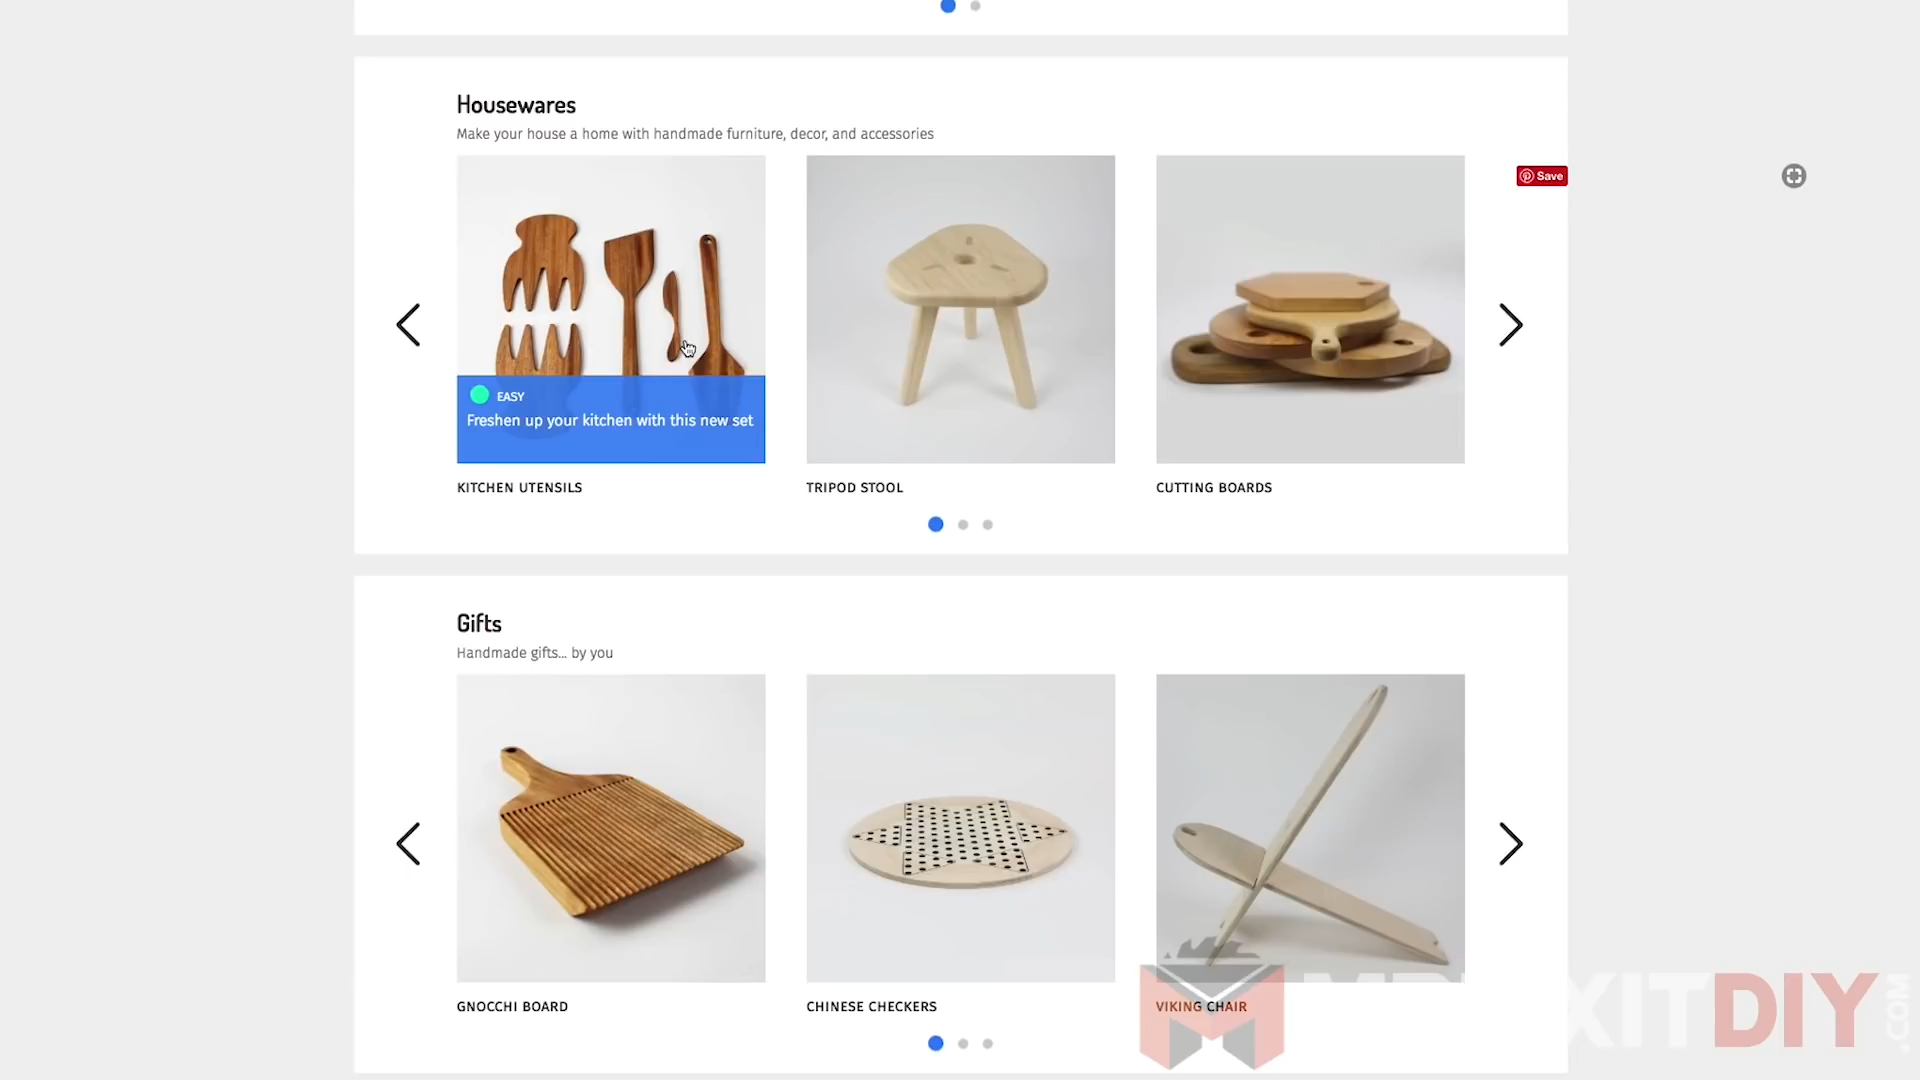 Housewares
Make your house a home with handmade furniture, decor, and accessories
Save
EASY
Freshen up your kitchen with this new set
KITCHEN UTENSILS
TRIPOD STOOL
CUTTING BOARDS
Gifts
Handmade gifts... by you
GNOCCHI BOARD
CHINESE CHECKERS
VIKING CHAIR
XITDIY
.COM